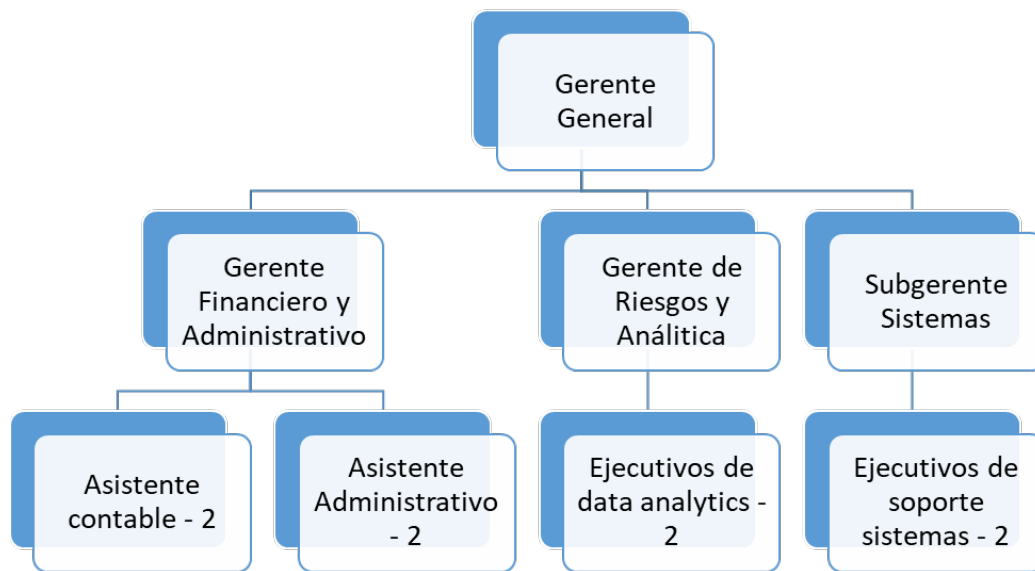 Gerente
General
Gerente
Financiero y
Administrativo
Gerente de
Riesgos y
Análitica
Subgerente
Sistemas
Asistente
contable - 2
Asistente
Administrativo
- 2
Ejecutivos de
data analytics -
2
Ejecutivos de
soporte
sistemas - 2